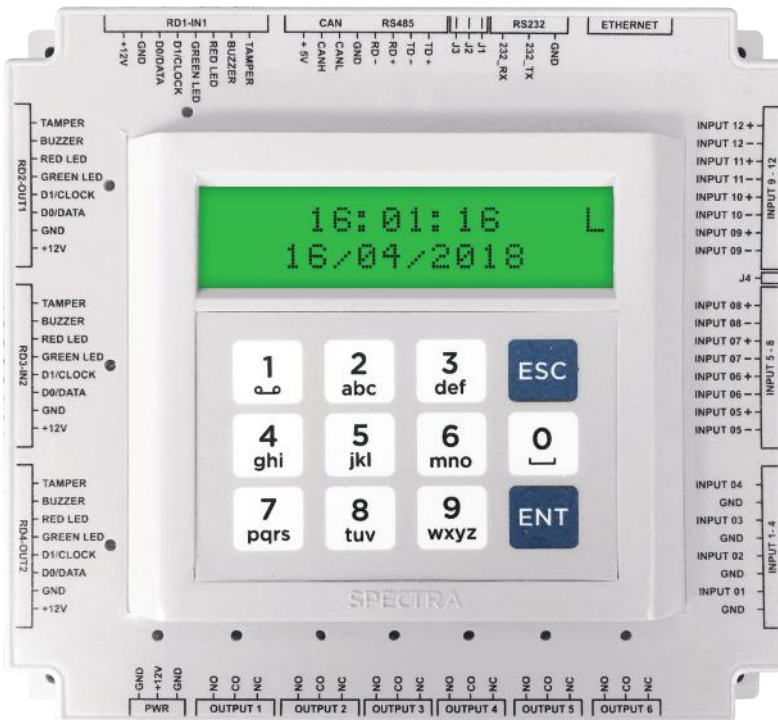 RD1-IN1 CAN RS485 RS232 ETHERNET
+12V GND D0/DATA D1/CLOCK GREEN LED RED LED BUZZER TAMPER
+ 5V CANH CANL GND RD - RD + TD - TD +
J3 J2 J1
232_RX 232_TX GND
RD2-OUT1
TAMPER
BUZZER
RED LED
GREEN LED
D1/CLOCK
D0/DATA
GND
+12V
RD3-IN2
TAMPER
BUZZER
RED LED
GREEN LED
D1/CLOCK
D0/DATA
GND
+12V
RD4-OUT2
TAMPER
BUZZER
RED LED
GREEN LED
D1/CLOCK
D0/DATA
GND
+12V
16:01:16 L
16/04/2018
1 2 abc 3 def ESC
4 ghi 5 jkl 6 mno 0
7 pqrs 8 tuv 9 wxyz ENT
SPECTRA
INPUT 12 +
INPUT 12 -
INPUT 11 +
INPUT 11 -
INPUT 10 +
INPUT 10 -
INPUT 09 +
INPUT 09 -
INPUT 9 - 12
J4
INPUT 08 +
INPUT 08 -
INPUT 07 +
INPUT 07 -
INPUT 06 +
INPUT 06 -
INPUT 05 +
INPUT 05 -
INPUT 5 - 8
INPUT 04
GND
INPUT 03
GND
INPUT 02
GND
INPUT 01
GND
INPUT 1-4
GND +12V GND
NO CO NC NO CO NC NO CO NC NO CO NC NO CO NC NO CO NC
PWR OUTPUT 1 OUTPUT 2 OUTPUT 3 OUTPUT 4 OUTPUT 5 OUTPUT 6